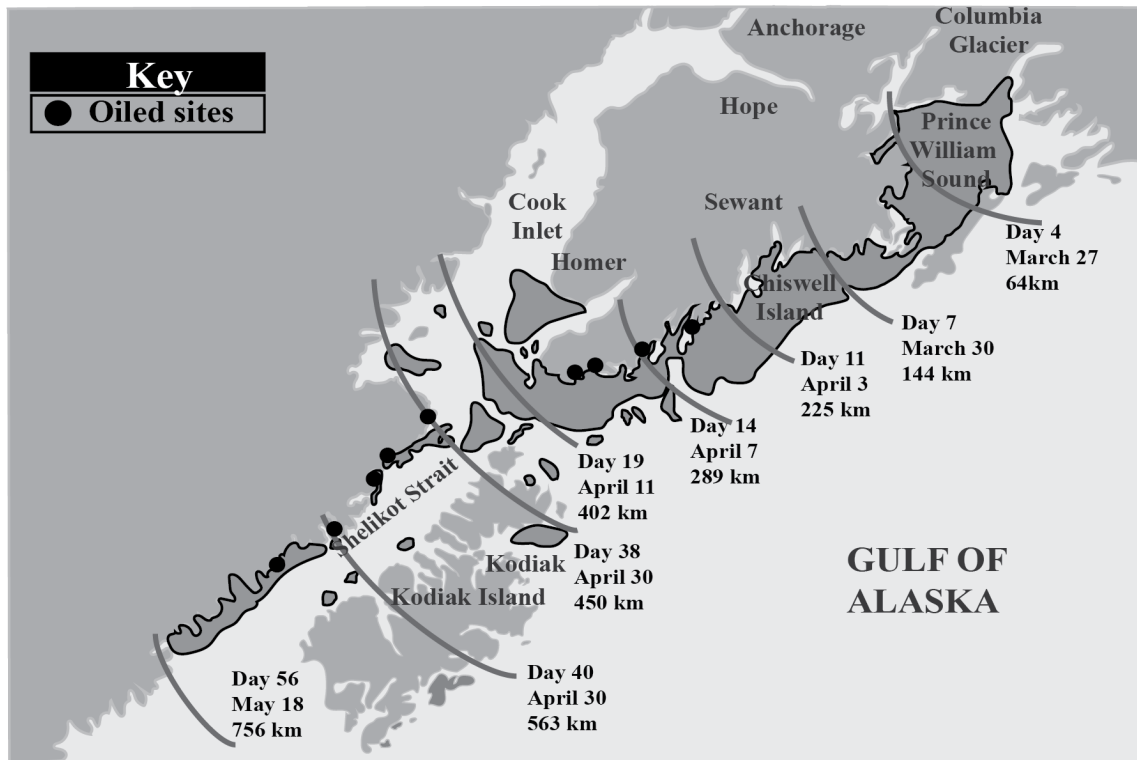 Key
Oiled sites
Anchorage
Columbia
Glacier
Hope
Prince
William
Sound
Cook
Inlet
Sewant
Homer
Chiswell
Island
Day 4
March 27
64km
Day 7
March 30
144 km
Day 11
April 3
225 km
Day 14
April 7
289 km
Day 19
April 11
402 km
Shelikot Strait
Kodiak
Day 38
April 30
450 km
Kodiak Island
GULF OF
ALASKA
Day 40
April 30
563 km
Day 56
May 18
756 km